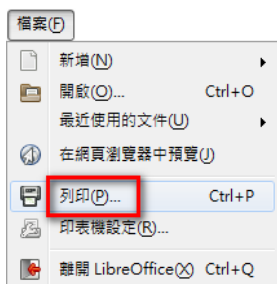 檔案(F)
新增(N)
開啟(O)... Ctrl+O
最近使用的文件(U)
在網頁瀏覽器中預覽(J)
列印(P)... Ctrl+P
印表機設定(R)...
離開 LibreOffice(X) Ctrl+Q